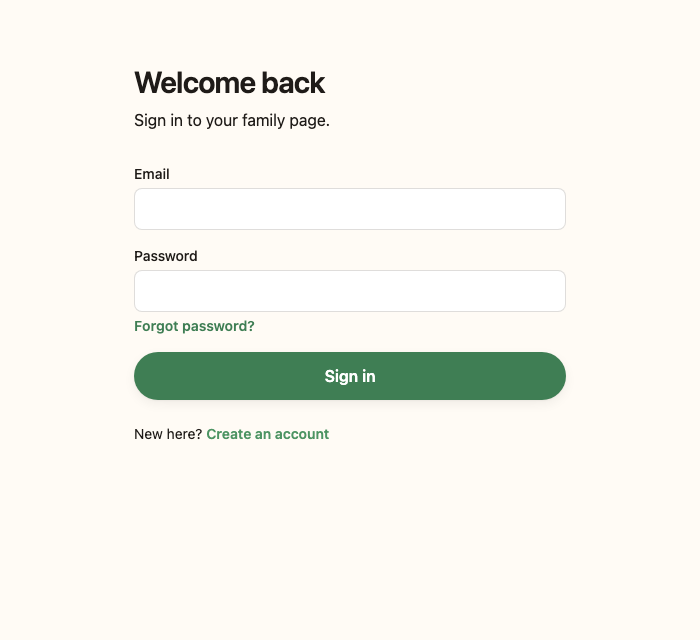 Welcome back
Sign in to your family page.
Email
Password
Forgot password?
Sign in
New here? Create an account